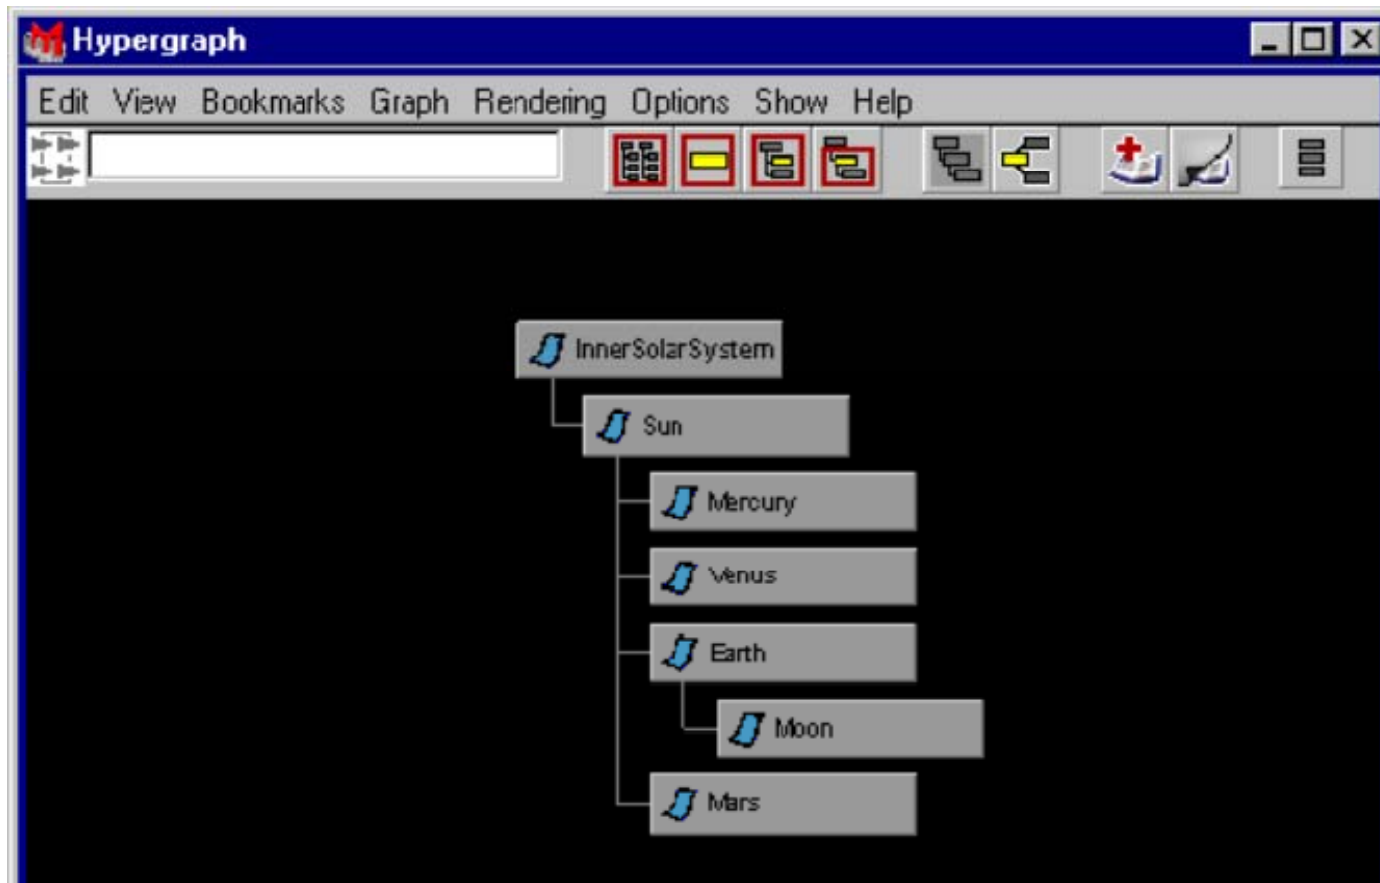 Hypergraph
Edit View Bookmarks Graph Rendering Options Show Help
InnerSolarSystem
Sun
Mercury
Venus
Earth
Moon
Mars